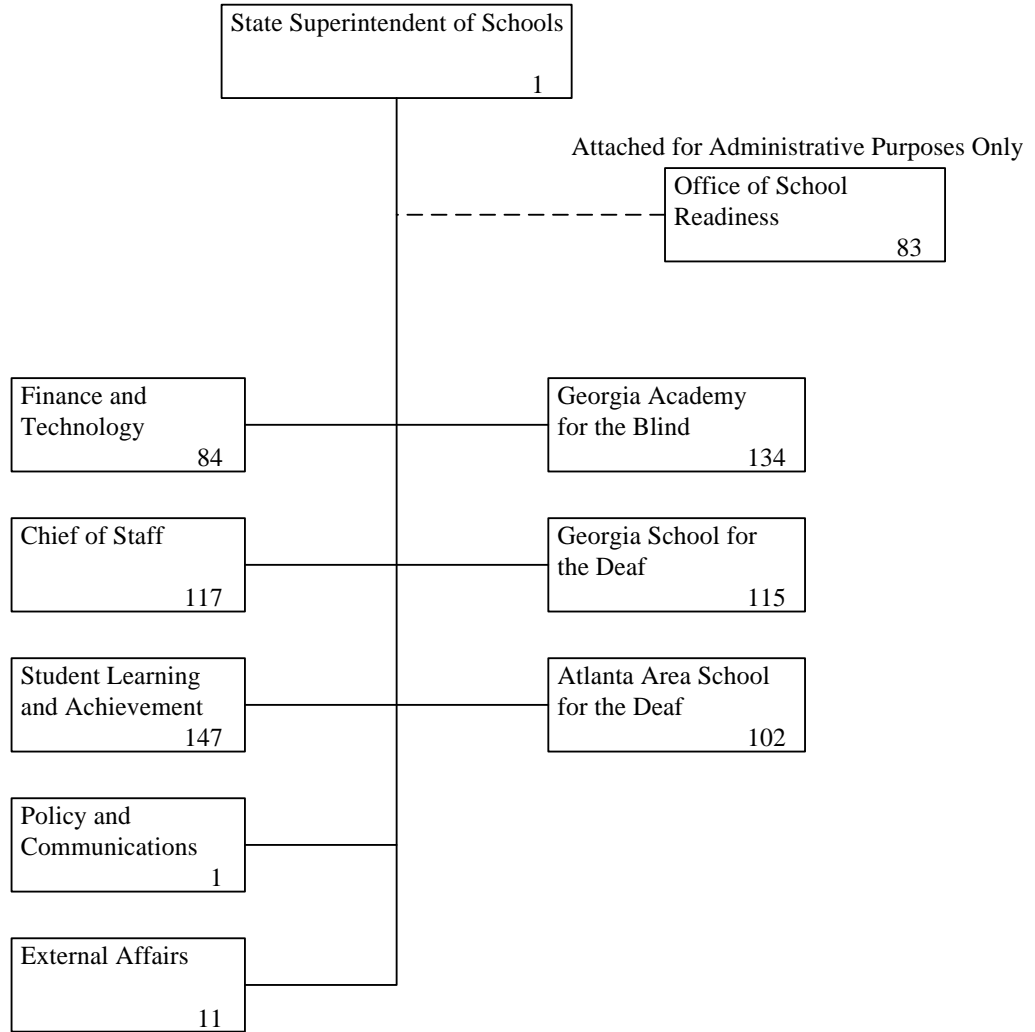 State Superintendent of Schools
1
Attached for Administrative Purposes Only
Office of School
Readiness
83
Finance and
Technology
84
Georgia Academy
for the Blind
134
Chief of Staff
117
Georgia School for
the Deaf
115
Student Learning
and Achievement
147
Atlanta Area School
for the Deaf
102
Policy and
Communications
1
External Affairs
11